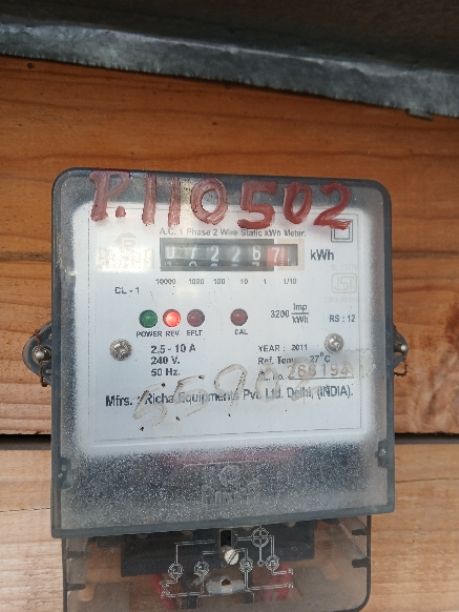 P.110502
A.C. 1 Phase 2 Wire Static kWh Meter.
072267 kWh
10000 1000 100 10 1 1/10
CL - 1
3200 Imp/kWh
RS : 12
POWER REV. EFLT CAL
2.5 - 10 A YEAR : 2011
240 V. Ref. Temp. 27°C
50 Hz.
Mfrs. : Richa Equipments Pvt. Ltd. Delhi, (INDIA).